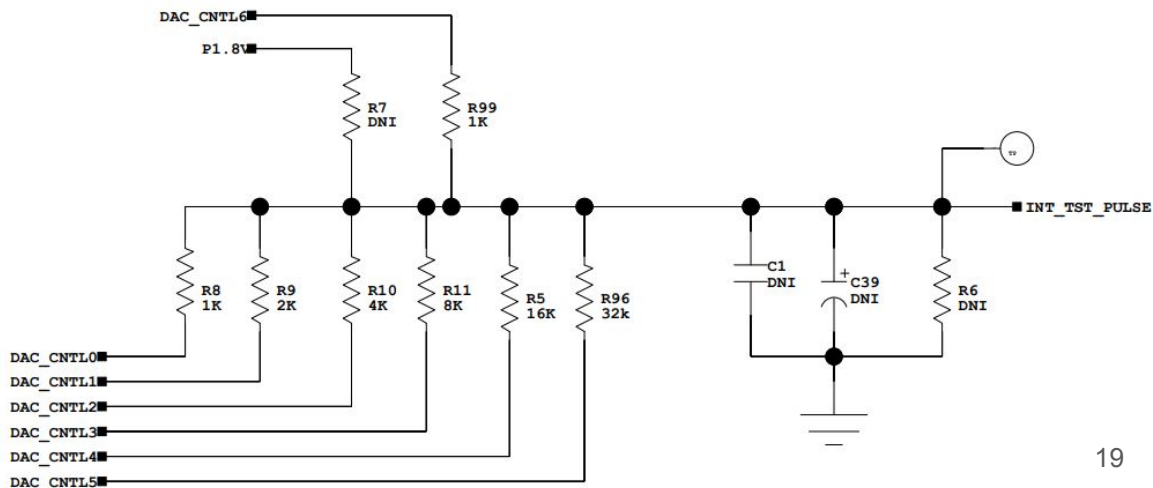 DAC_CNTL6
P1.8V
R7
DNI
R99
1K
TP
INT_TST_PULSE
R8
1K
R9
2K
R10
4K
R11
8K
R5
16K
R96
32k
C1
DNI
+
C39
DNI
R6
DNI
DAC_CNTL0
DAC_CNTL1
DAC_CNTL2
DAC_CNTL3
DAC_CNTL4
DAC_CNTL5
19